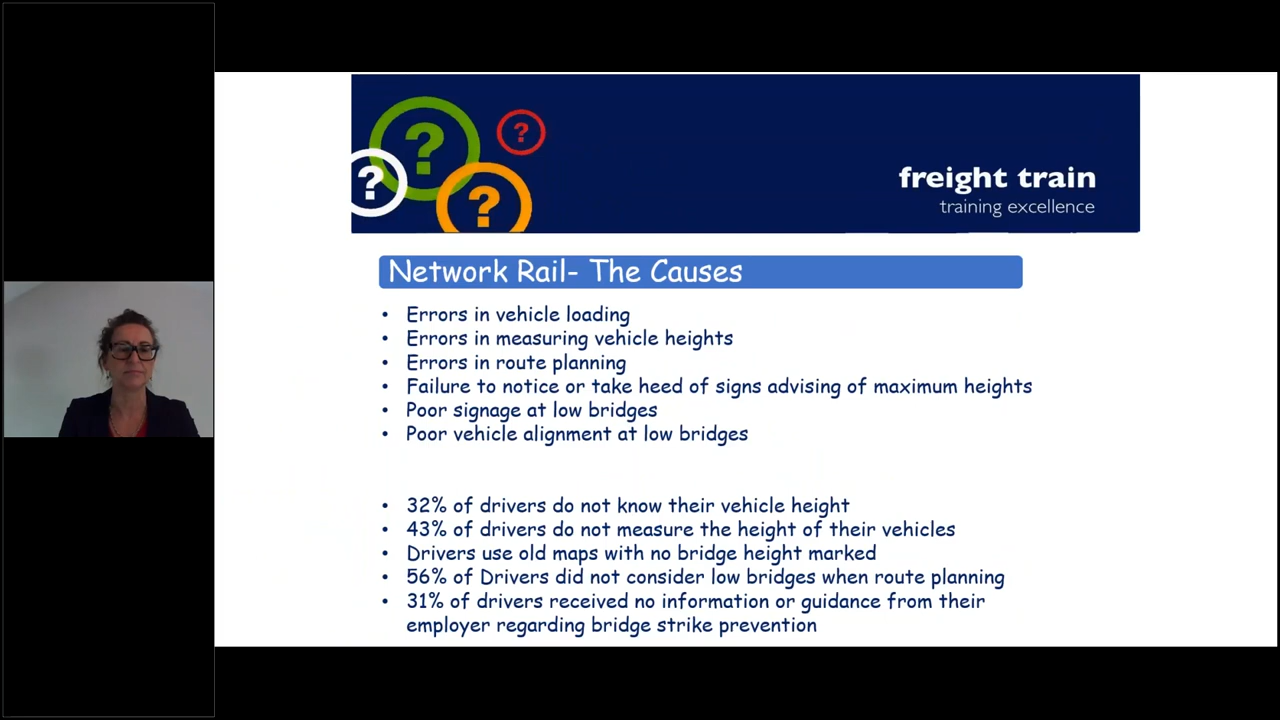 ?
?
?
?
freight train
training excellence
Network Rail- The Causes
• Errors in vehicle loading
• Errors in measuring vehicle heights
• Errors in route planning
• Failure to notice or take heed of signs advising of maximum heights
• Poor signage at low bridges
• Poor vehicle alignment at low bridges
• 32% of drivers do not know their vehicle height
• 43% of drivers do not measure the height of their vehicles
• Drivers use old maps with no bridge height marked
• 56% of Drivers did not consider low bridges when route planning
• 31% of drivers received no information or guidance from their
employer regarding bridge strike prevention